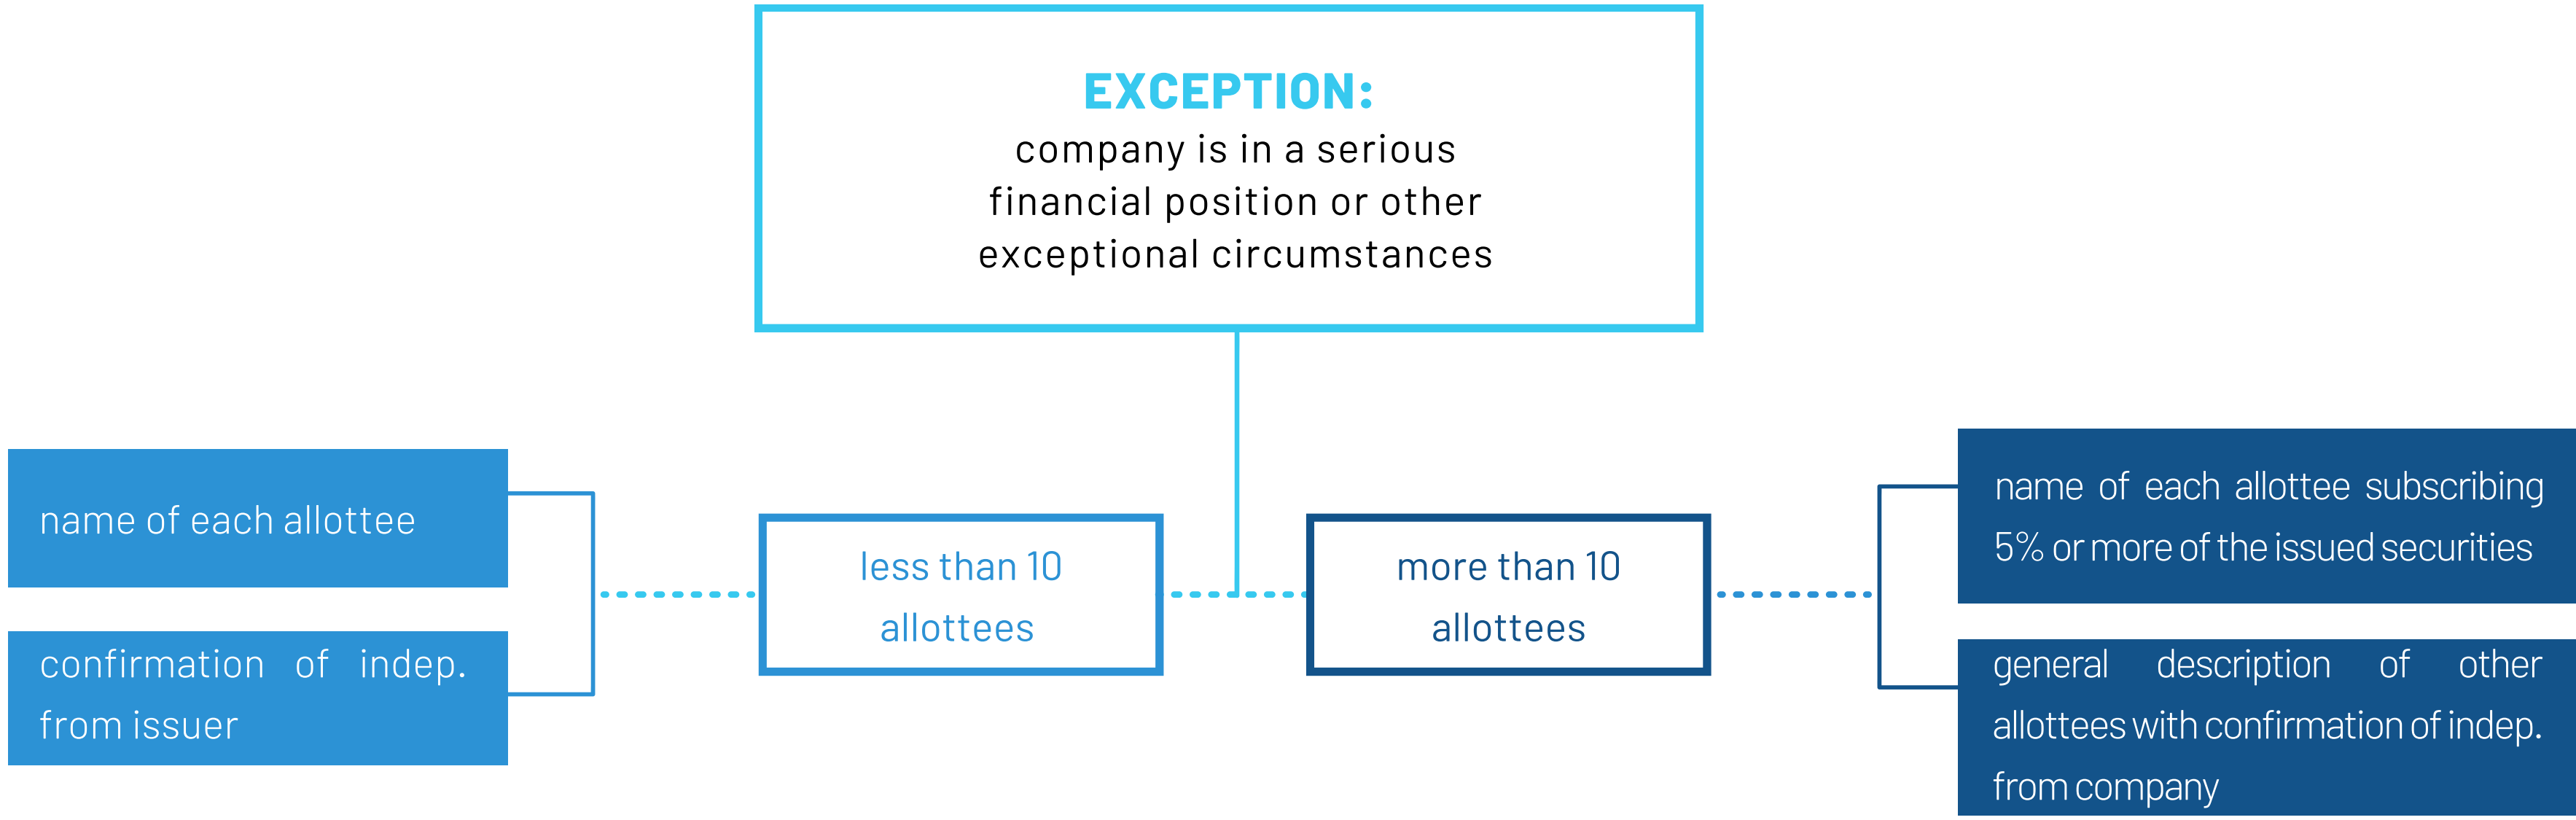 EXCEPTION:
company is in a serious
financial position or other
exceptional circumstances
name of each allottee
confirmation of indep.
from issuer
less than 10
allottees
more than 10
allottees
name of each allottee subscribing
5% or more of the issued securities
general description of other
allottees with confirmation of indep.
from company